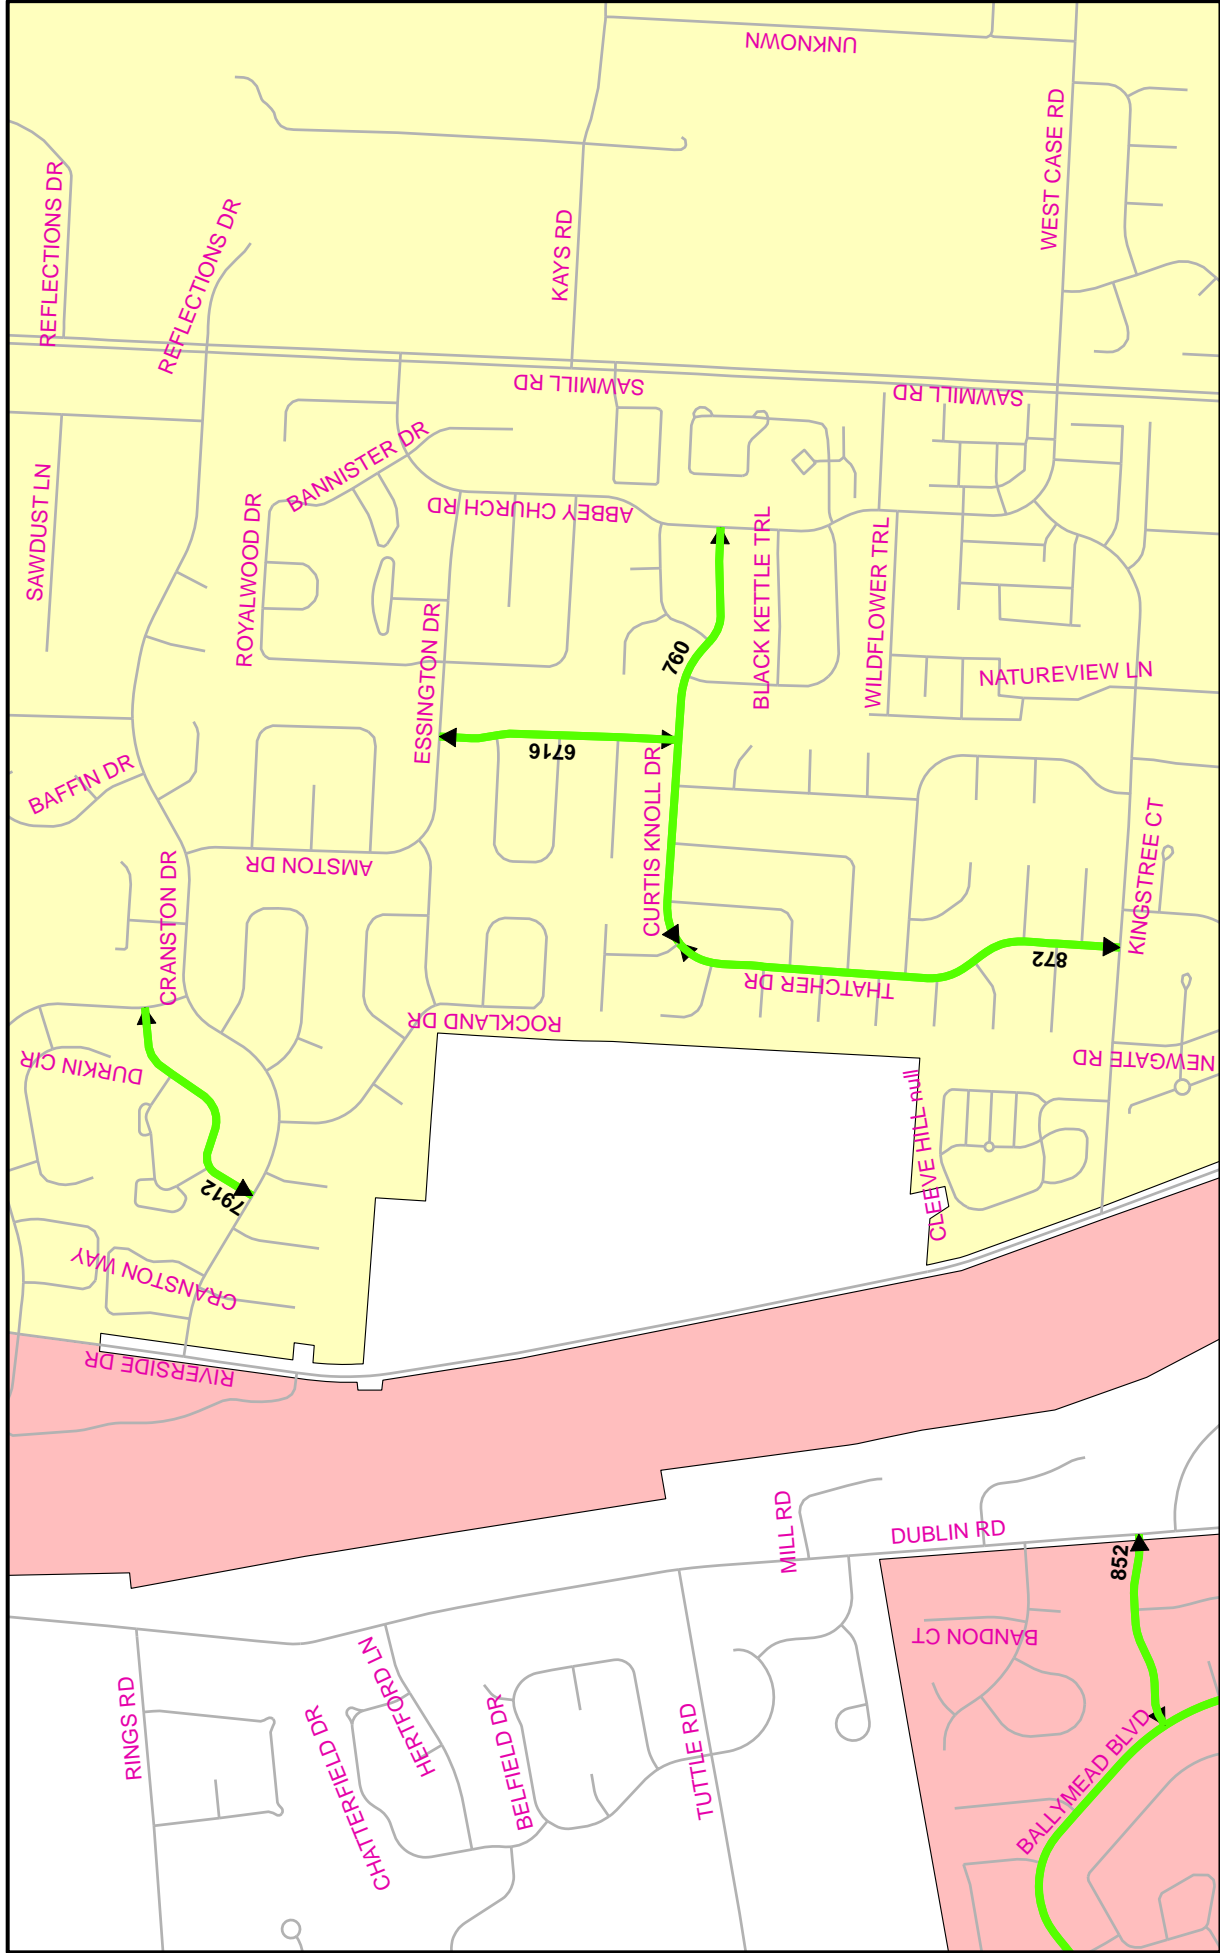 UNKNOWN
WEST CASE RD
REFLECTIONS DR
REFLECTIONS DR
KAYS RD
SAWMILL RD
SAWMILL RD
BANNISTER DR
SAWDUST LN
ROYALWOOD DR
ABBEY CHURCH RD
BLACK KETTLE TRL
WILDFLOWER TRL
ESSINGTON DR
760
NATUREVIEW LN
6716
BAFFIN DR
CURTIS KNOLL DR
AMSTON DR
CRANSTON DR
KINGSTREE CT
872
THATCHER DR
ROCKLAND DR
DURKIN CIR
NEWGATE RD
CLEEVE HILL null
7912
CRANSTON WAY
RIVERSIDE DR
MILL RD
DUBLIN RD
852
BANDON CT
HERTFORD LN
RINGS RD
CHATTERFIELD DR
BELFIELD DR
TUTTLE RD
BALLYMEAD BLVD